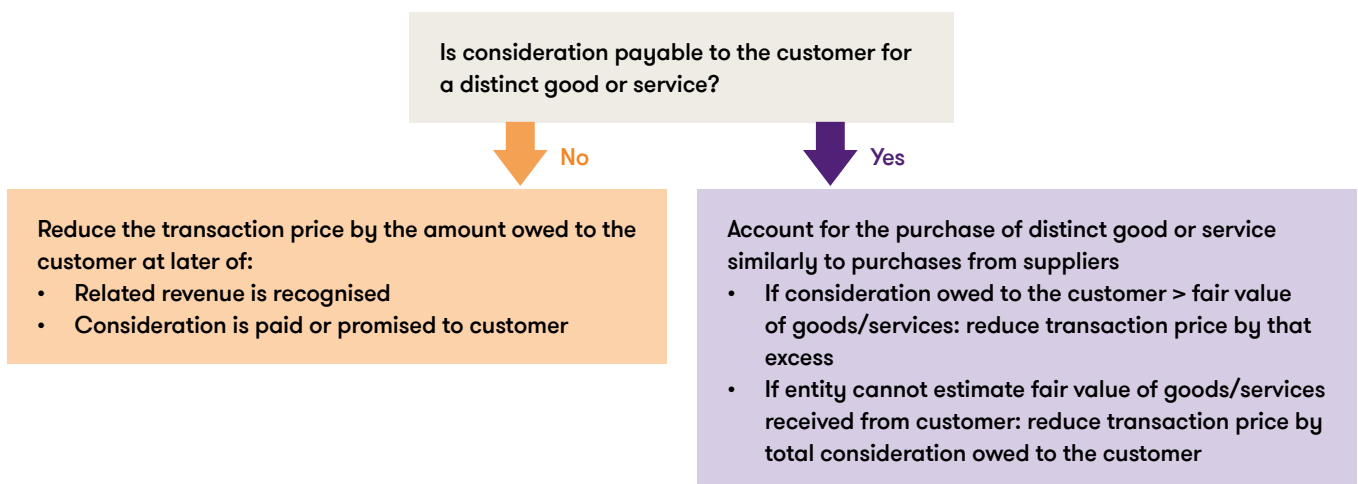 Is consideration payable to the customer for
a distinct good or service?
No
Yes
Reduce the transaction price by the amount owed to the
customer at later of:
• Related revenue is recognised
• Consideration is paid or promised to customer
Account for the purchase of distinct good or service
similarly to purchases from suppliers
• If consideration owed to the customer > fair value
of goods/services: reduce transaction price by that
excess
• If entity cannot estimate fair value of goods/services
received from customer: reduce transaction price by
total consideration owed to the customer